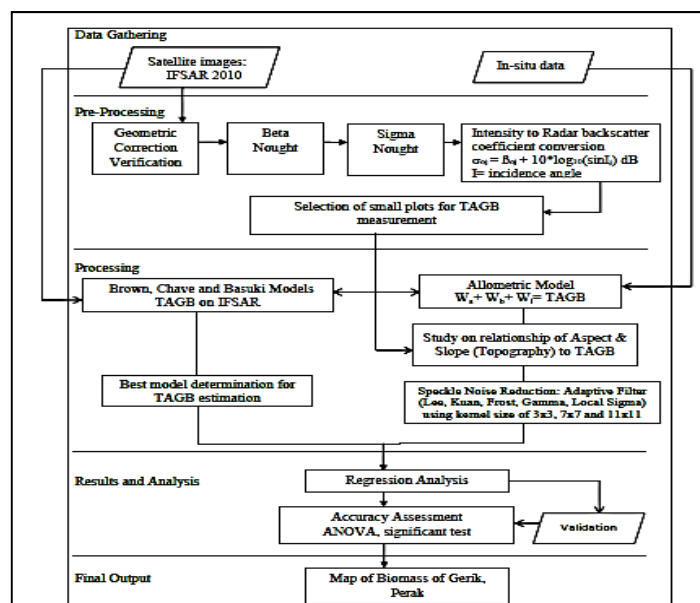 Data Gathering
Satellite images:
IFSAR 2010
In-situ data
Pre-Processing
Geometric
Correction
Verification
Beta
Nought
Sigma
Nought
Intensity to Radar backscatter
coefficient conversion
σₒᵢⱼ = βₒᵢⱼ + 10*log₁₀(sinIᵢⱼ) dB
I= incidence angle
Selection of small plots for TAGB
measurement
Processing
Brown, Chave and Basuki Models
TAGB on IFSAR
Allometric Model
Wₛ+ Wb+ Wₗ= TAGB
Study on relationship of Aspect &
Slope (Topography) to TAGB
Best model determination for
TAGB estimation
Speckle Noise Reduction: Adaptive Filter
(Lee, Kuan, Frost, Gamma, Local Sigma)
using kernel size of 3x3, 7x7 and 11x11
Results and Analysis
Regression Analysis
Accuracy Assessment
ANOVA, significant test
Validation
Final Output
Map of Biomass of Gerik,
Perak